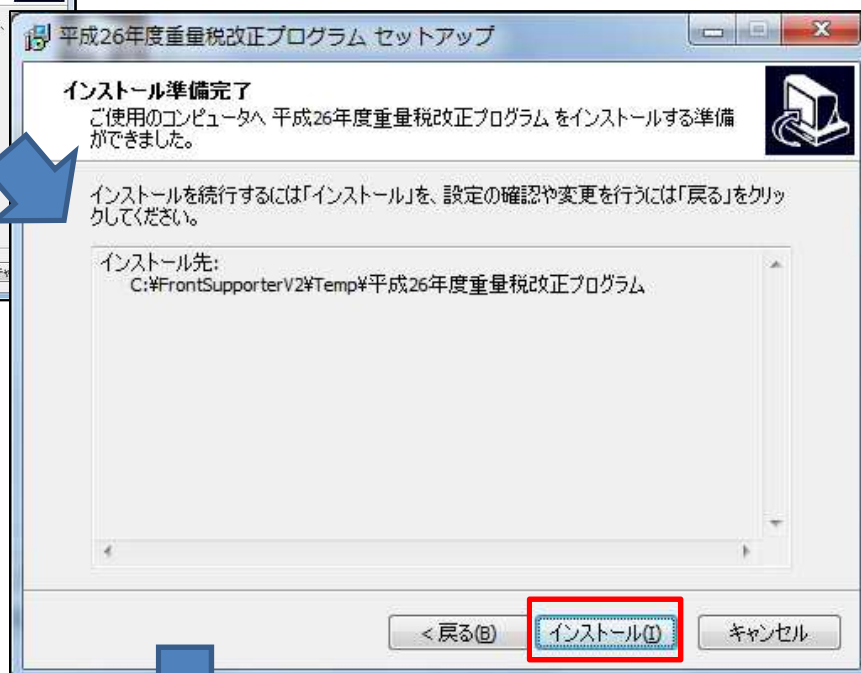 平成26年度重量税改正プログラム セットアップ
インストール準備完了
ご使用のコンピュータへ 平成26年度重量税改正プログラム をインストールする準備
ができました。
インストールを続行するには「インストール」を、設定の確認や変更を行うには「戻る」をクリッ
クしてください。
インストール先:
C:¥FrontSupporterV2¥Temp¥平成26年度重量税改正プログラム
< 戻る(B)
インストール(I)
キャンセル